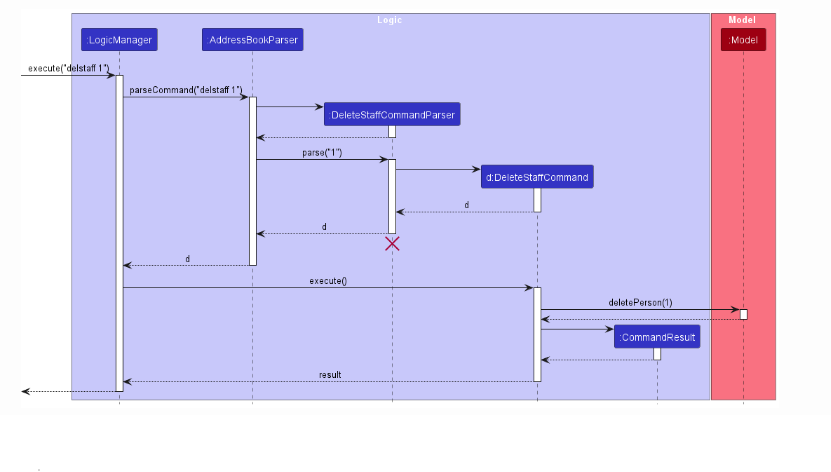 Logic
Model
:LogicManager
:AddressBookParser
:Model
execute("delstaff 1")
parseCommand("delstaff 1")
:DeleteStaffCommandParser
parse("1")
d:DeleteStaffCommand
d
d
d
execute()
deletePerson(1)
:CommandResult
result